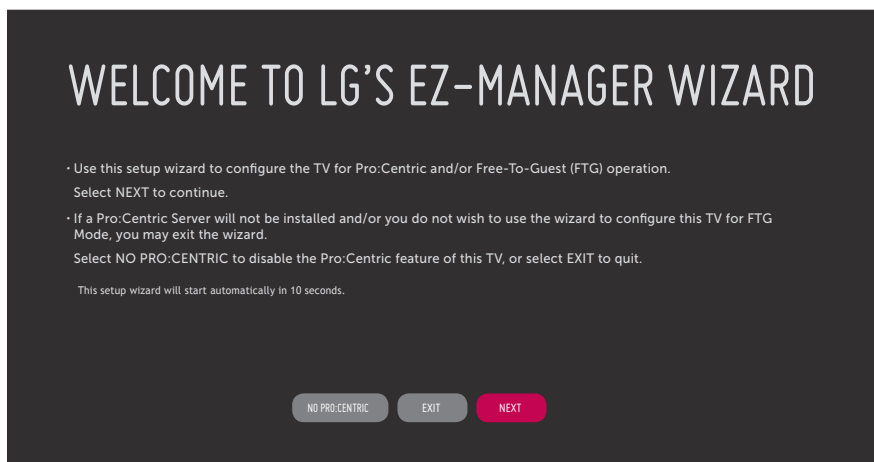 WELCOME TO LG'S EZ-MANAGER WIZARD
· Use this setup wizard to configure the TV for Pro:Centric and/or Free-To-Guest (FTG) operation.
Select NEXT to continue.
· If a Pro:Centric Server will not be installed and/or you do not wish to use the wizard to configure this TV for FTG
Mode, you may exit the wizard.
Select NO PRO:CENTRIC to disable the Pro:Centric feature of this TV, or select EXIT to quit.
This setup wizard will start automatically in 10 seconds.
NO PRO:CENTRIC
EXIT
NEXT